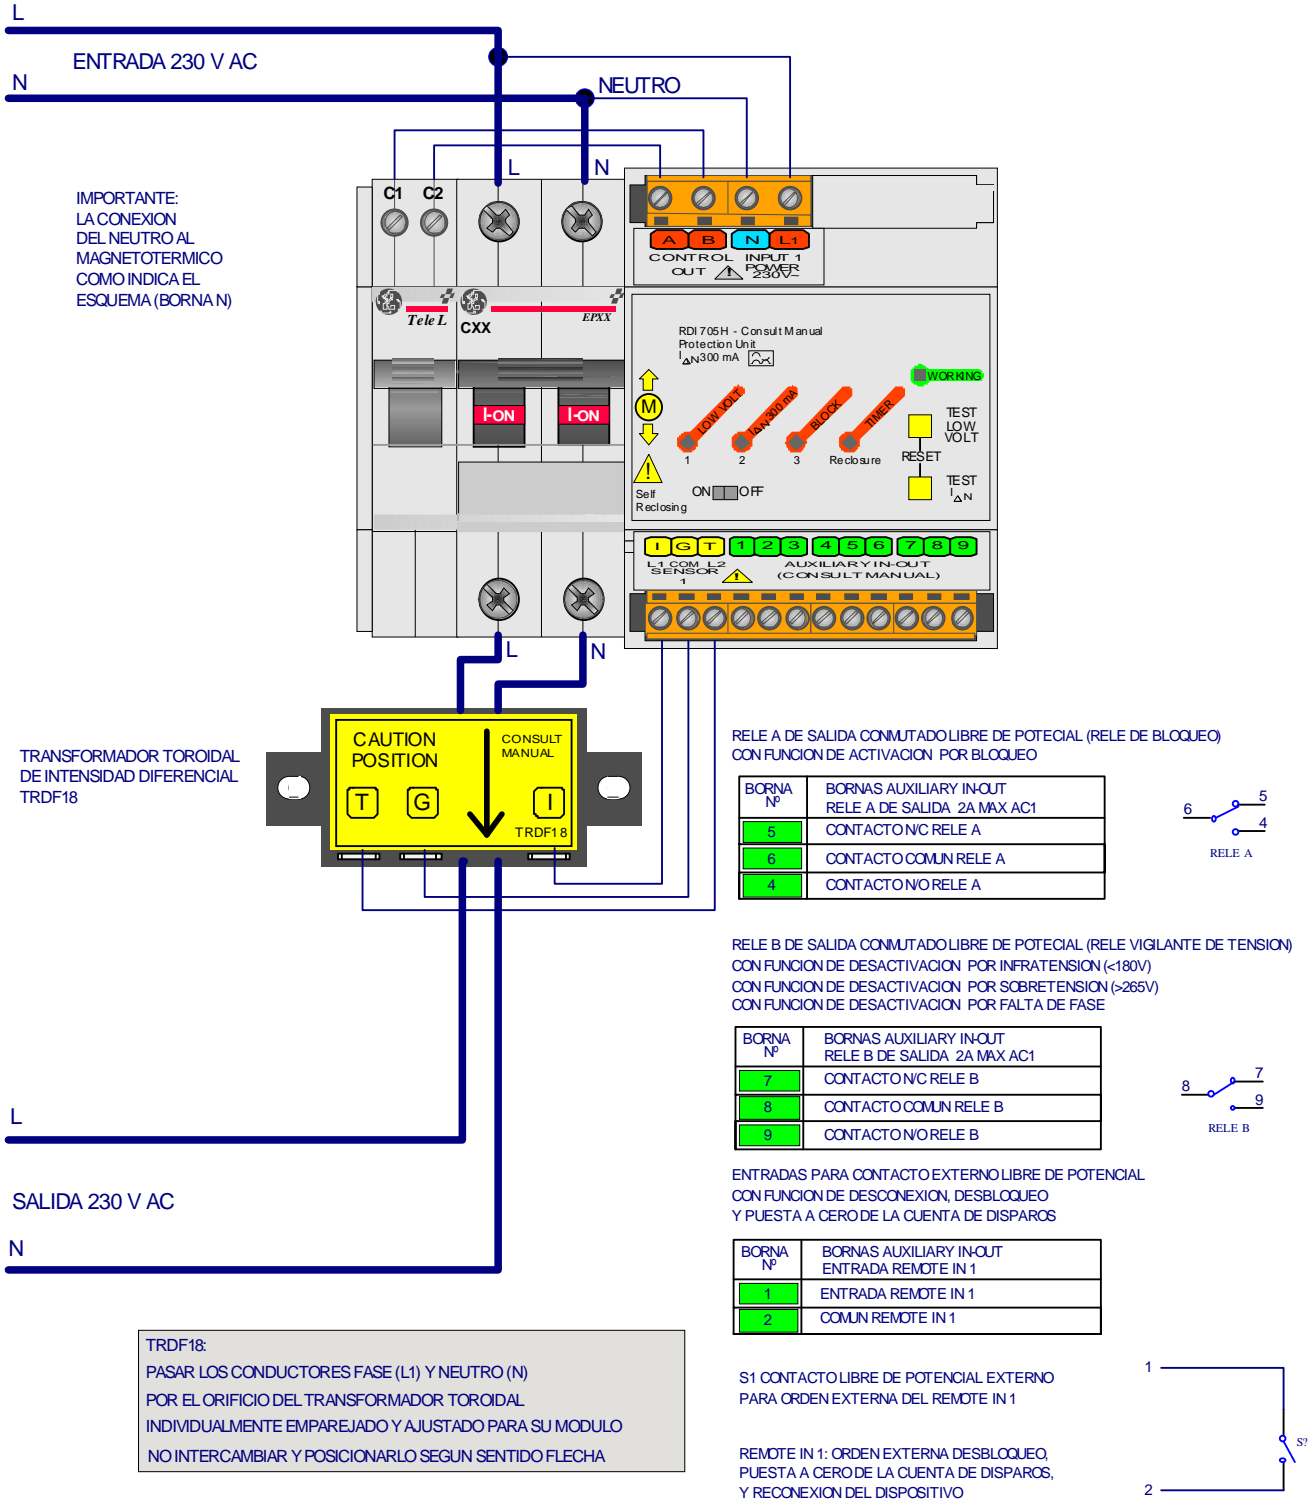 L
ENTRADA 230 V AC
N
NEUTRO
L
N
IMPORTANTE:
LA CONEXION
DEL NEUTRO AL
MAGNETOTERMICO
COMO INDICA EL
ESQUEMA (BORNA N)
C1
C2
A B N L1
CONTROL OUT
INPUT 1 POWER 230V~
Tele L
CXX
EPXX
RDI 705H - Consult Manual
Protection Unit
I△N 300 mA
WORKING
M
I-ON
I-ON
LOW VOLT
I△N 300 mA
BLOCK
TIMER
1
2
3
Reclosure
TEST
LOW
VOLT
RESET
TEST
I△N
Self
Reclosing
ON
OFF
I G T 1 2 3 4 5 6 7 8 9
L1 COM L2
SENSOR
1
AUXILIARY IN-OUT
(CONSULT MANUAL)
L
N
CAUTION
POSITION
CONSULT
MANUAL
T
G
I
TRDF18
TRANSFORMADOR TOROIDAL
DE INTENSIDAD DIFERENCIAL
TRDF18
RELE A DE SALIDA CONMUTADO LIBRE DE POTECIAL (RELE DE BLOQUEO)
CON FUNCION DE ACTIVACION POR BLOQUEO
BORNA Nº
BORNAS AUXILIARY IN-OUT
RELE A DE SALIDA 2A MAX AC1
5 CONTACTO N/C RELE A
6 CONTACTO COMUN RELE A
4 CONTACTO N/O RELE A
6
5
4
RELE A
RELE B DE SALIDA CONMUTADO LIBRE DE POTECIAL (RELE VIGILANTE DE TENSION)
CON FUNCION DE DESACTIVACION POR INFRATENSION (<180V)
CON FUNCION DE DESACTIVACION POR SOBRETENSION (>265V)
CON FUNCION DE DESACTIVACION POR FALTA DE FASE
BORNA Nº
BORNAS AUXILIARY IN-OUT
RELE B DE SALIDA 2A MAX AC1
7 CONTACTO N/C RELE B
8 CONTACTO COMUN RELE B
9 CONTACTO N/O RELE B
8
7
9
RELE B
L
SALIDA 230 V AC
N
ENTRADAS PARA CONTACTO EXTERNO LIBRE DE POTENCIAL
CON FUNCION DE DESCONEXION, DESBLOQUEO
Y PUESTA A CERO DE LA CUENTA DE DISPAROS
BORNA Nº
BORNAS AUXILIARY IN-OUT
ENTRADA REMOTE IN 1
1 ENTRADA REMOTE IN 1
2 COMUN REMOTE IN 1
TRDF18:
PASAR LOS CONDUCTORES FASE (L1) Y NEUTRO (N)
POR EL ORIFICIO DEL TRANSFORMADOR TOROIDAL
INDIVIDUALMENTE EMPAREJADO Y AJUSTADO PARA SU MODULO
NO INTERCAMBIAR Y POSICIONARLO SEGUN SENTIDO FLECHA
S1 CONTACTO LIBRE DE POTENCIAL EXTERNO
PARA ORDEN EXTERNA DEL REMOTE IN 1
REMOTE IN 1: ORDEN EXTERNA DESBLOQUEO,
PUESTA A CERO DE LA CUENTA DE DISPAROS,
Y RECONEXION DEL DISPOSITIVO
1
S?
2